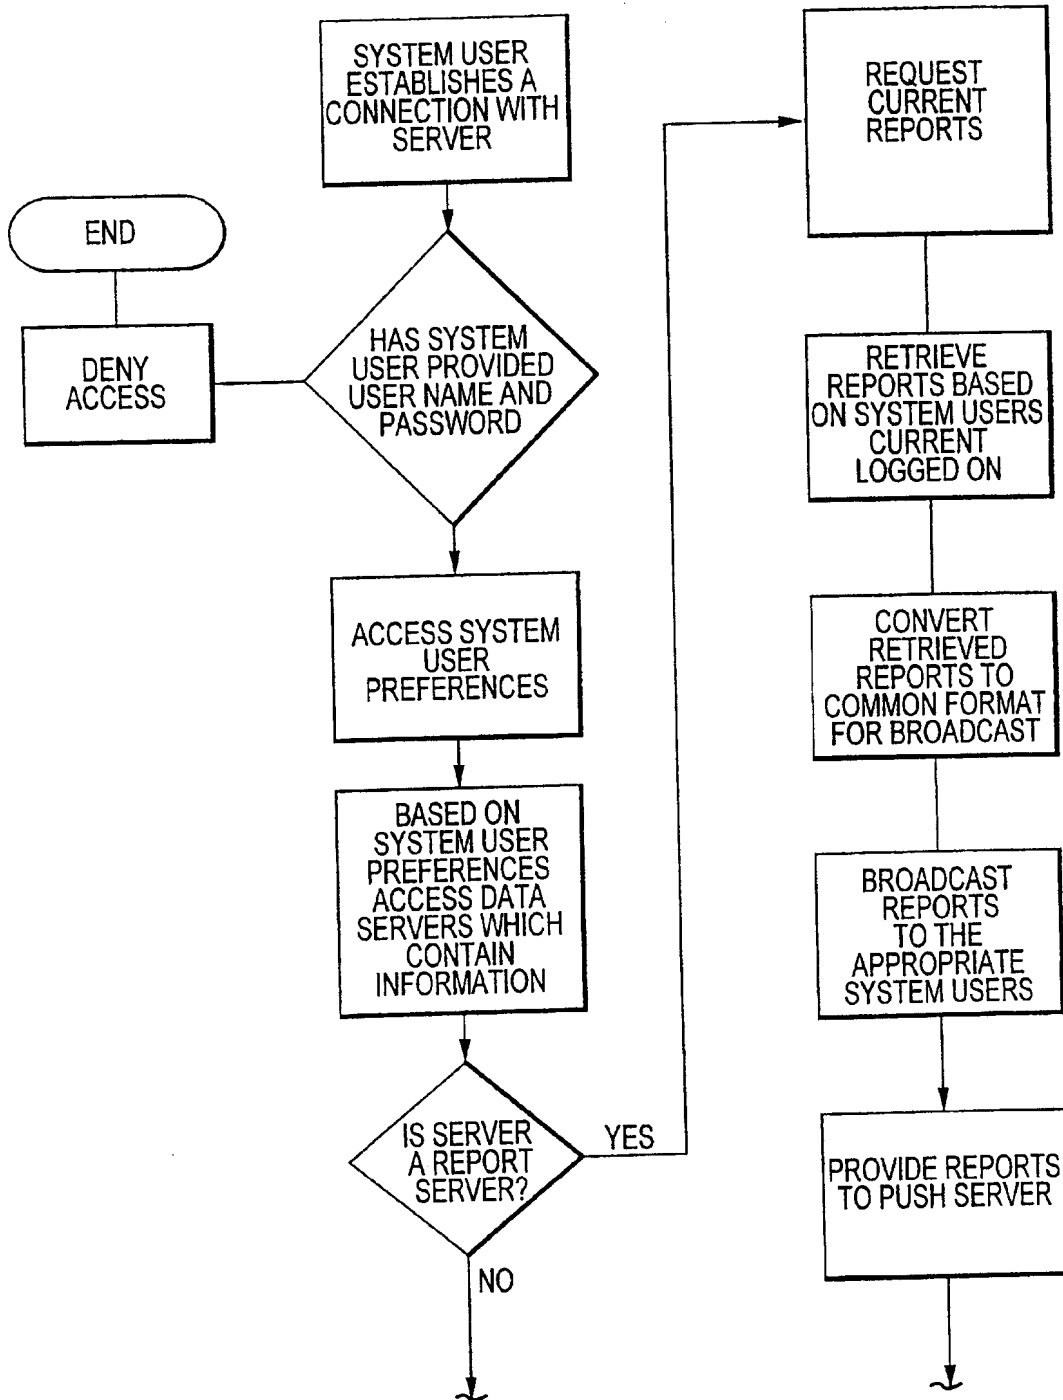 SYSTEM USER
ESTABLISHES A
CONNECTION WITH
SERVER
END
DENY
ACCESS
HAS SYSTEM
USER PROVIDED
USER NAME AND
PASSWORD
ACCESS SYSTEM
USER
PREFERENCES
BASED ON
SYSTEM USER
PREFERENCES
ACCESS DATA
SERVERS WHICH
CONTAIN
INFORMATION
IS SERVER
A REPORT
SERVER?
YES
NO
REQUEST
CURRENT
REPORTS
RETRIEVE
REPORTS BASED
ON SYSTEM USERS
CURRENT
LOGGED ON
CONVERT
RETRIEVED
REPORTS TO
COMMON FORMAT
FOR BROADCAST
BROADCAST
REPORTS
TO THE
APPROPRIATE
SYSTEM USERS
PROVIDE REPORTS
TO PUSH SERVER